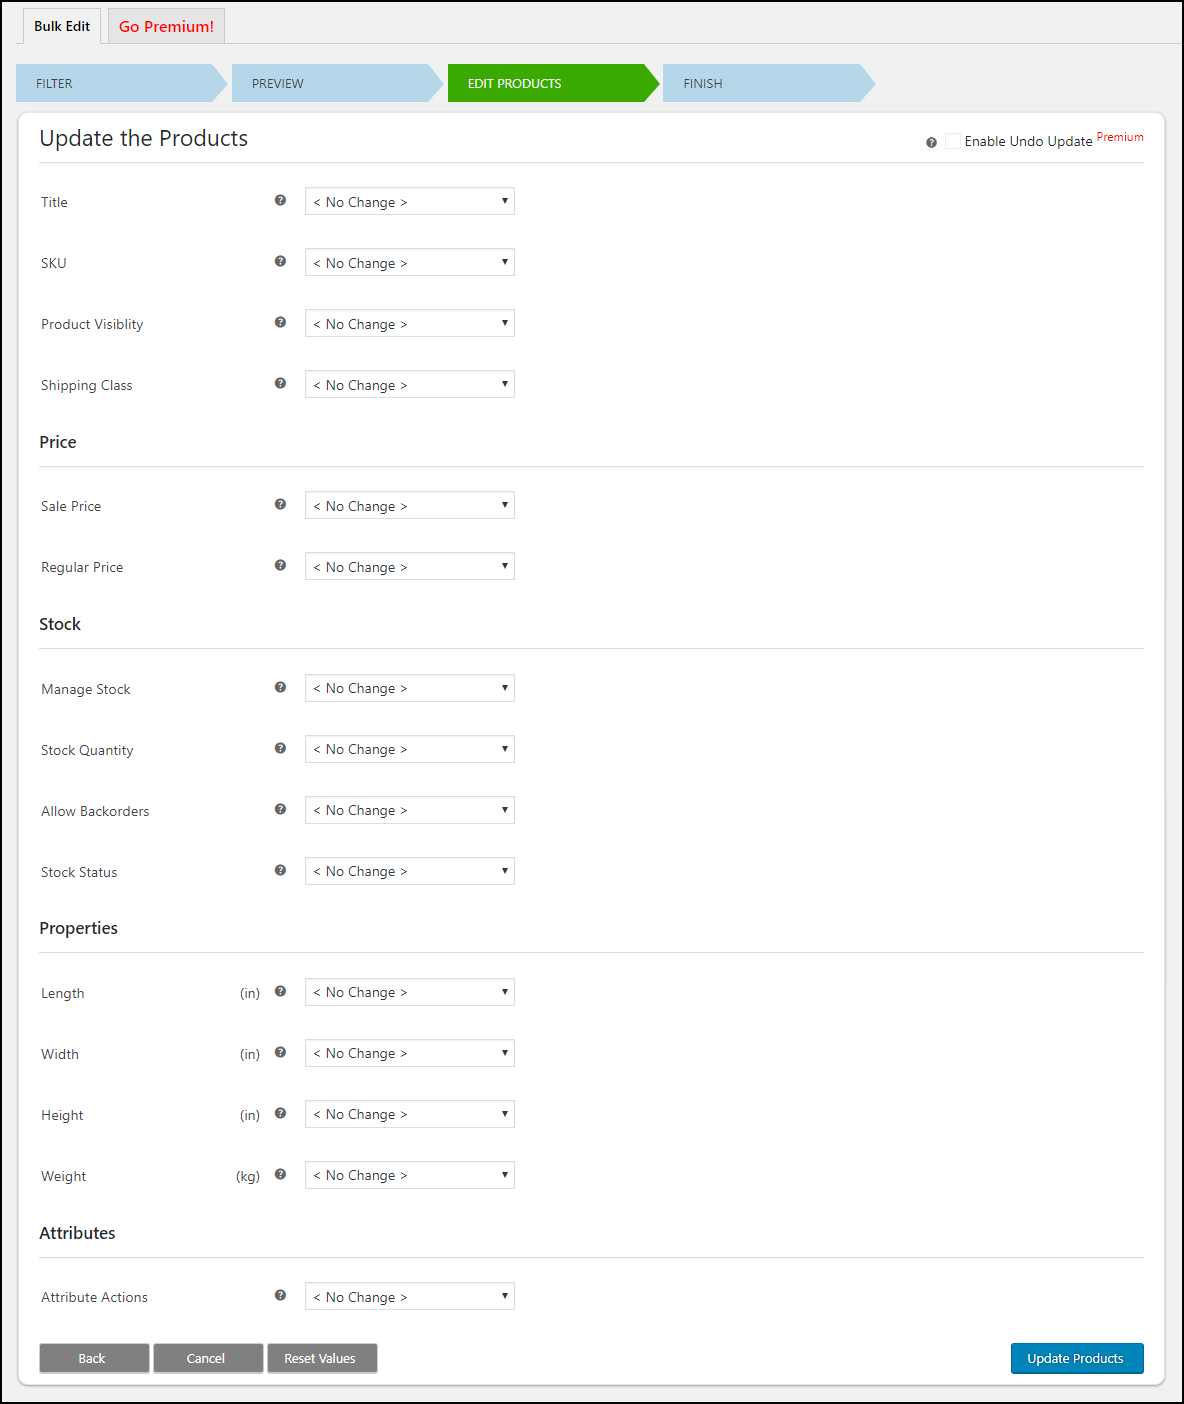 Bulk Edit Go Premium!
FILTER PREVIEW EDIT PRODUCTS FINISH
Update the Products Enable Undo Update Premium
Title < No Change >
SKU < No Change >
Product Visiblity < No Change >
Shipping Class < No Change >
Price
Sale Price < No Change >
Regular Price < No Change >
Stock
Manage Stock < No Change >
Stock Quantity < No Change >
Allow Backorders < No Change >
Stock Status < No Change >
Properties
Length (in) < No Change >
Width (in) < No Change >
Height (in) < No Change >
Weight (kg) < No Change >
Attributes
Attribute Actions < No Change >
Back Cancel Reset Values Update Products